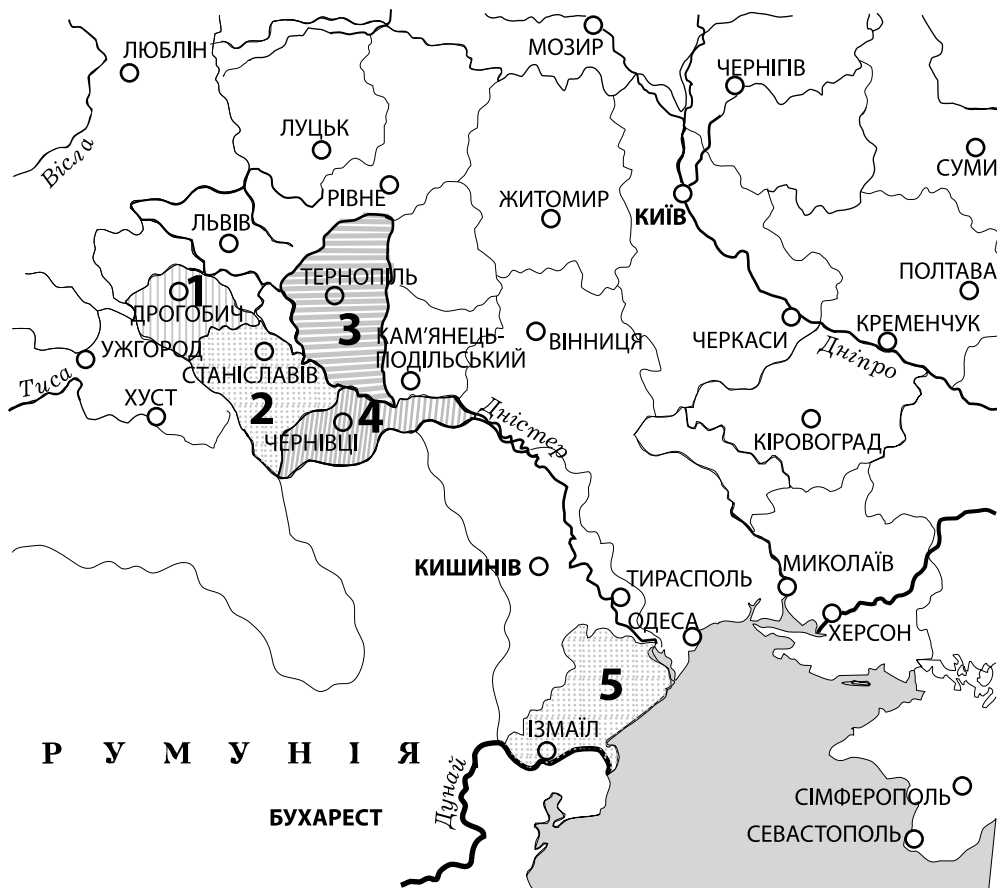 МОЗИР
ЛЮБЛІН
ЧЕРНІГІВ
ЛУЦЬК
Вісла
СУМИ
РІВНЕ
ЖИТОМИР
КИЇВ
ЛЬВІВ
ПОЛТАВА
ТЕРНОПІЛЬ
1
ДРОГОБИЧ
3
КАМ’ЯНЕЦЬ-
ПОДІЛЬСЬКИЙ
ВІННИЦЯ
ЧЕРКАСИ
КРЕМЕНЧУК
Дніпро
УЖГОРОД
Тиса
СТАНІСЛАВІВ
ХУСТ
2
4
ЧЕРНІВЦІ
Дністер
КІРОВОГРАД
КИШИНІВ
ТИРАСПОЛЬ
МИКОЛАЇВ
ОДЕСА
ХЕРСОН
5
ІЗМАЇЛ
РУМУНІЯ
Дунай
БУХАРЕСТ
СІМФЕРОПОЛЬ
СЕВАСТОПОЛЬ